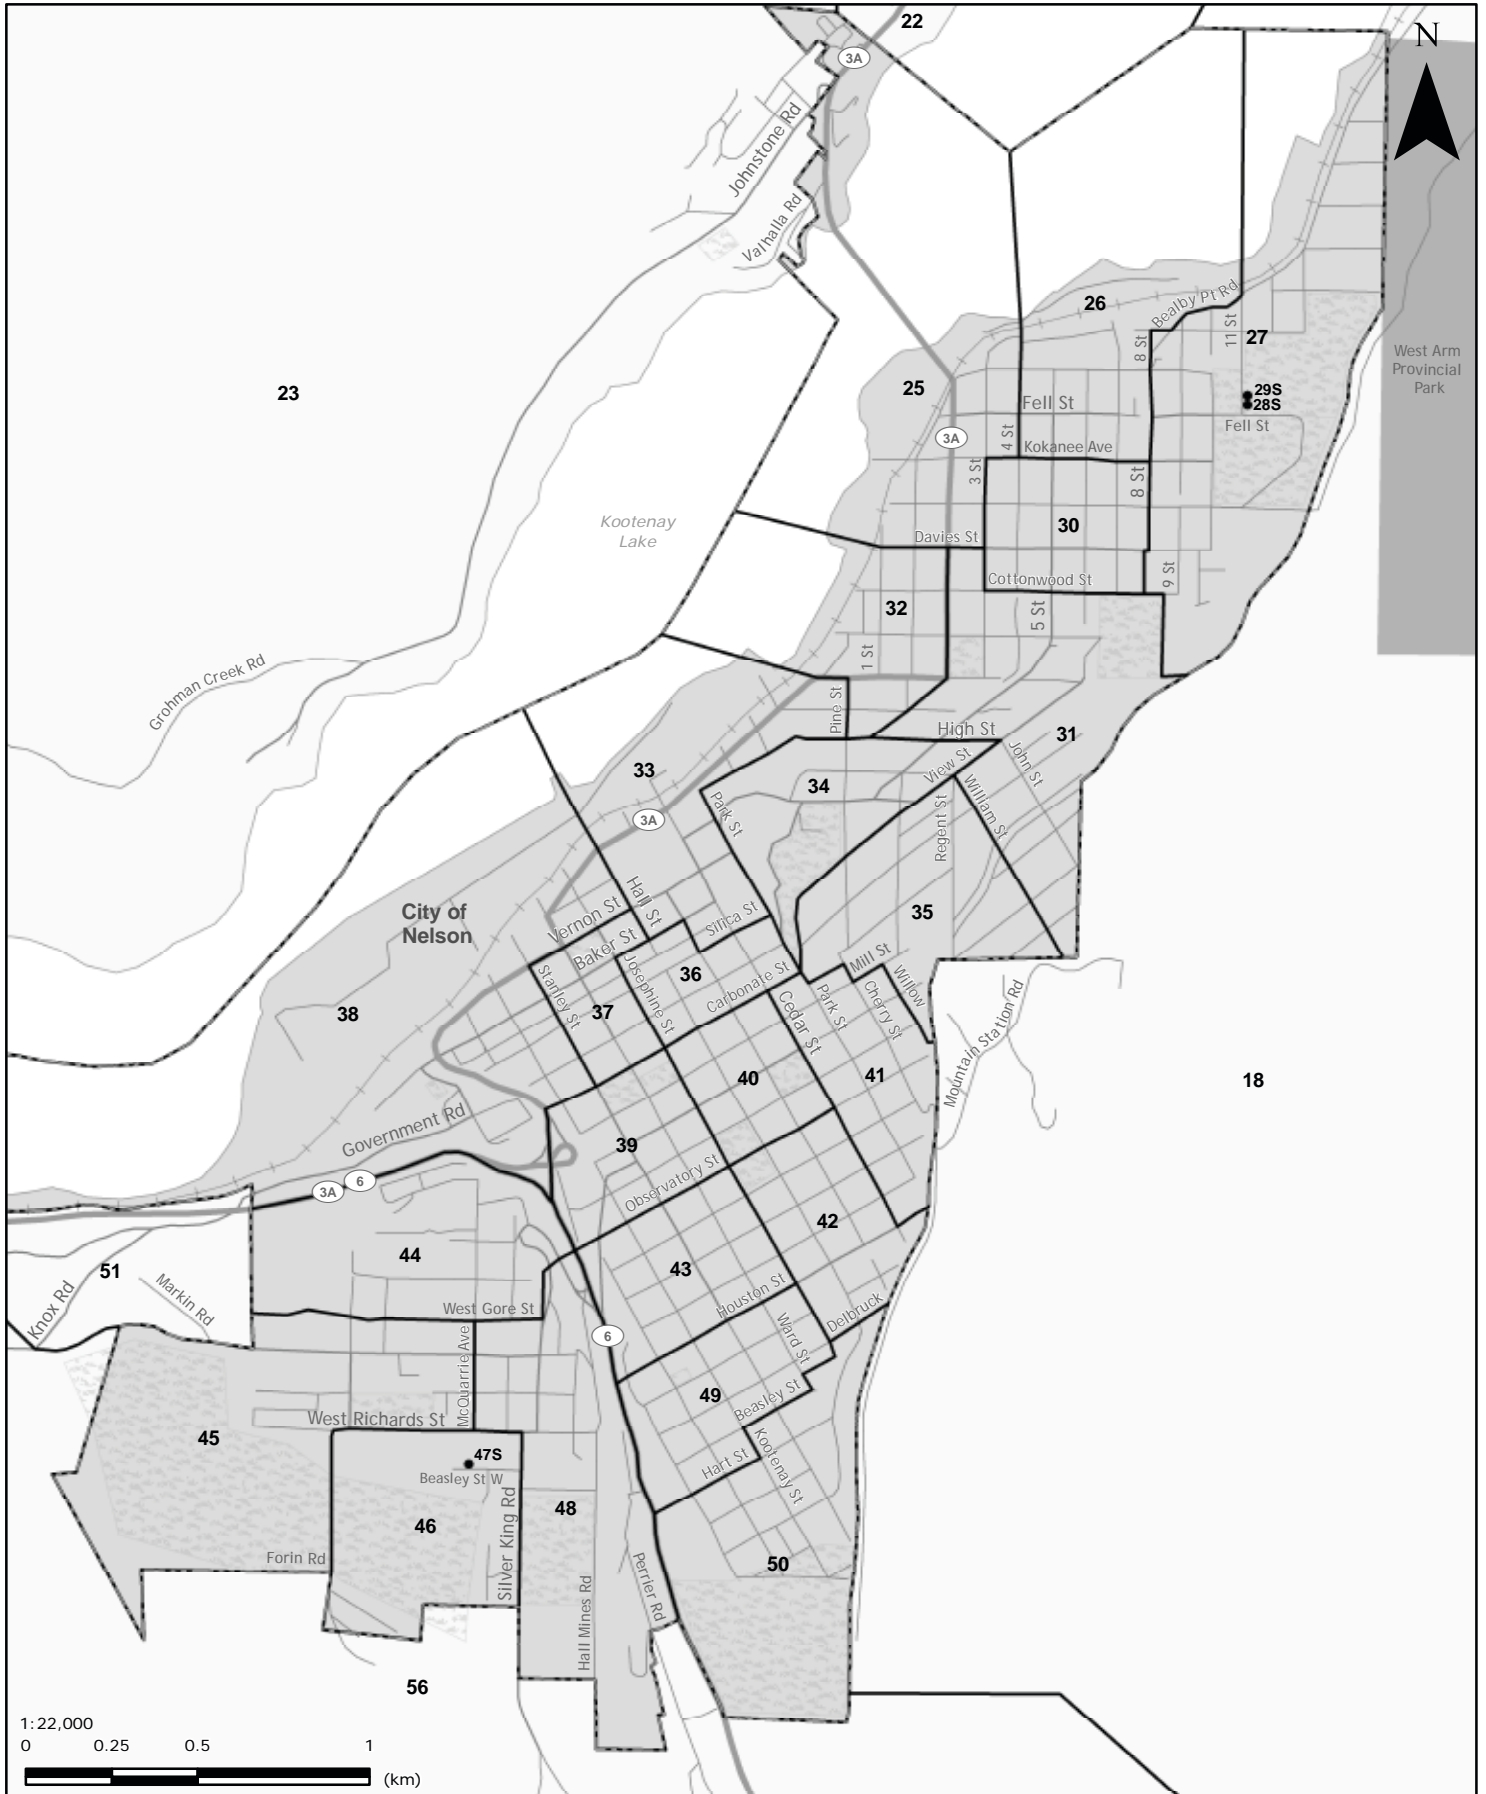 22
N
3A
Johnstone Rd
Valhalla Rd
26
Bealby Pt Rd
11 St
27
8 St
West Arm
Provincial
Park
23
25
29S
28S
Fell St
Fell St
3A
4 St
Kokanee Ave
3 St
8 St
Kootenay
Lake
30
Davies St
Cottonwood St
9 St
32
5 St
1 St
Grohman Creek Rd
Pine St
High St
31
View St
John St
33
34
Park St
William St
Regent St
3A
Hall St
City of
Nelson
Vernon St
Silica St
35
Baker St
Mill St
Josephine St
36
Stanley St
Carbonate St
Willow
Cedar St
Park St
Cherry St
38
37
Mountain Station Rd
40
41
18
Government Rd
39
Observatory St
6
3A
42
44
43
51
Knox Rd
Markin Rd
West Gore St
Houston St
Ward St
Delbruck
6
McQuarrie Ave
49
Beasley St
West Richards St
45
47S
Beasley St W
Hart St
Kootenay St
46
Silver King Rd
48
Forin Rd
50
Hall Mines Rd
Perrier Rd
56
1:22,000
0 0.25 0.5 1
(km)